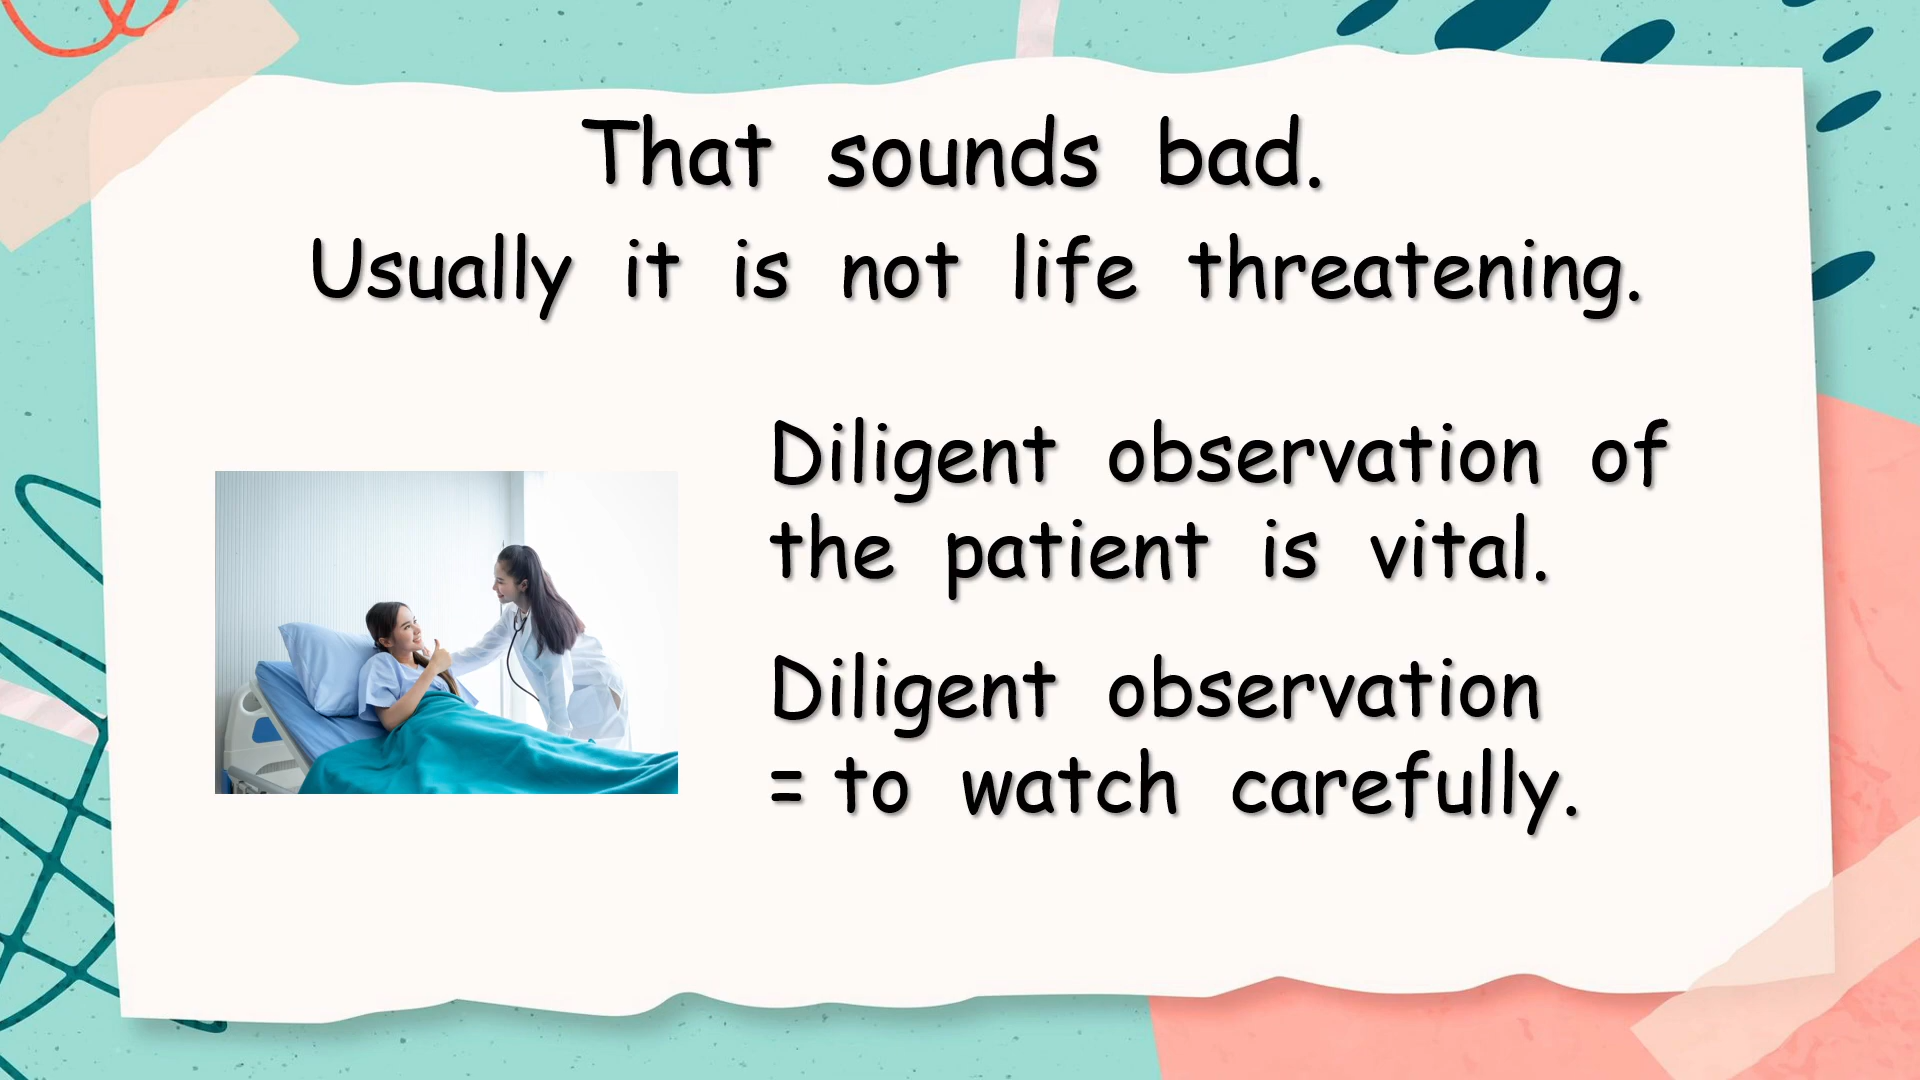 That sounds bad.
Usually it is not life threatening.
Diligent observation of
the patient is vital.
Diligent observation
= to watch carefully.